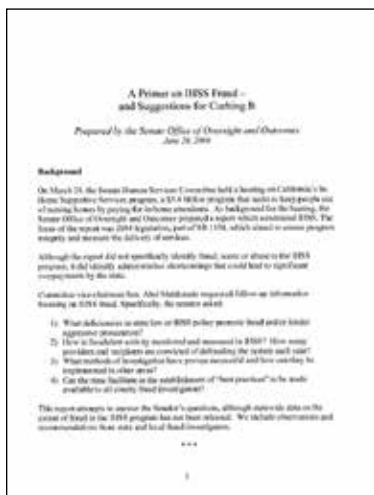 A Primer on IHSS Fraud –
and Suggestions for Curbing It
Prepared by the Senate Office of Oversight and Outcomes
June 2009
Background
On March 24, the Senate Human Services Committee held a hearing on California's In-
Home Supportive Services program, a program that seeks to keep people out
of nursing homes by paying for in-home attendants. As background for the hearing, the
Senate Office of Oversight and Outcomes prepared a report which examined IHSS. The
focus of the report was 2004 legislation, part of SB 1104, which aimed to ensure program
integrity and measure the delivery of services.
Although the report did not specifically identify fraud, waste or abuse in the IHSS
program, it did identify administrative shortcomings that could lead to significant
overpayments by the state.
Committee vice chairman Sen. Abel Maldonado requested follow-up information
focusing on IHSS fraud. Specifically, the senator asked:
1) What deficiencies in state law or IHSS policy promote fraud and/or hinder
aggressive prosecution?
2) How is fraudulent activity monitored and measured in IHSS? How many
providers and recipients are convicted of defrauding the system each year?
3) What methods of investigation have proven successful and how can they be
implemented in other areas?
4) Can the state facilitate in the establishment of "best practices" to be made
available to all county fraud investigators?
This report attempts to answer the Senator's questions, although statewide data on the
extent of fraud in the IHSS program has not been released. We include observations and
recommendations from state and local fraud investigators.
* * *
1